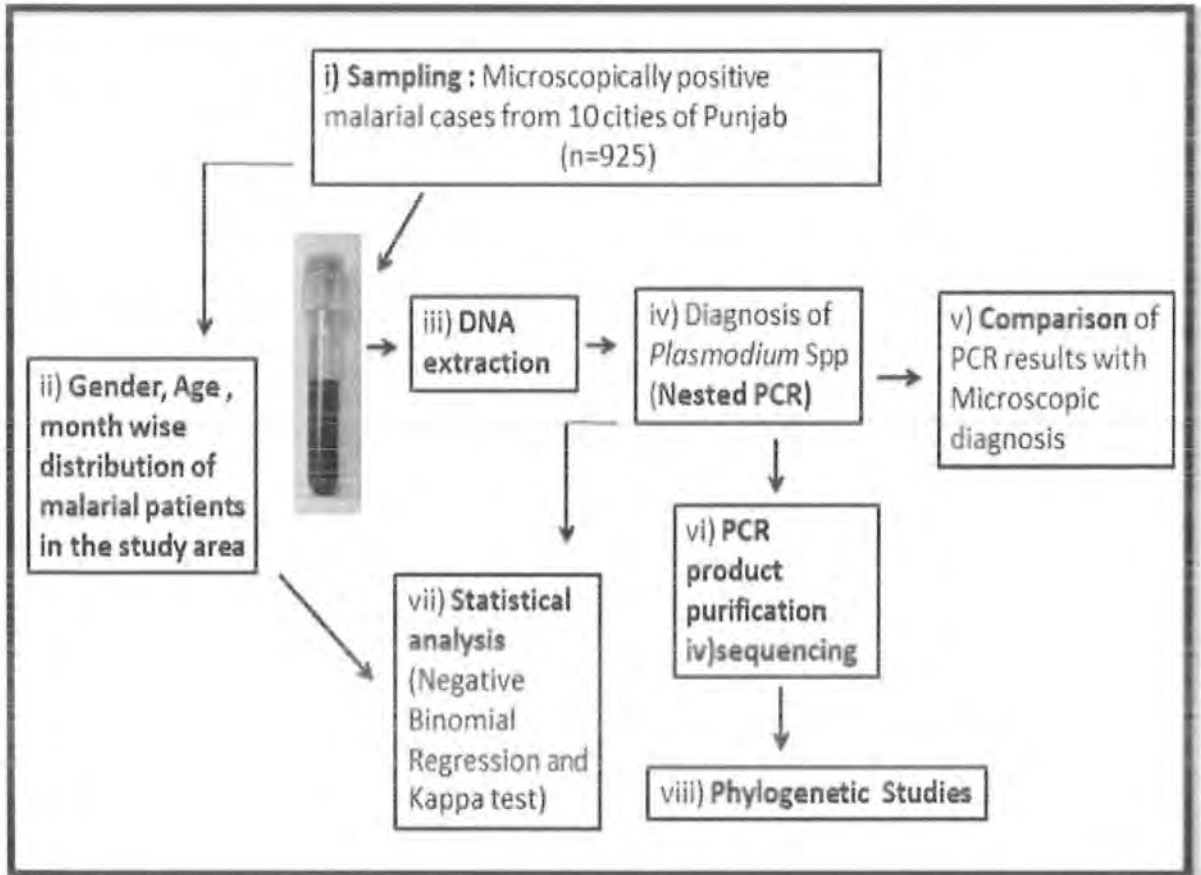 i) Sampling : Microscopically positive
malarial cases from 10 cities of Punjab
(n=925)
ii) Gender, Age ,
month wise
distribution of
malarial patients
in the study area
iii) DNA
extraction
iv) Diagnosis of
Plasmodium Spp
(Nested PCR)
v) Comparison of
PCR results with
Microscopic
diagnosis
vi) PCR
product
purification
iv)sequencing
vii) Statistical
analysis
(Negative
Binomial
Regression and
Kappa test)
viii) Phylogenetic Studies